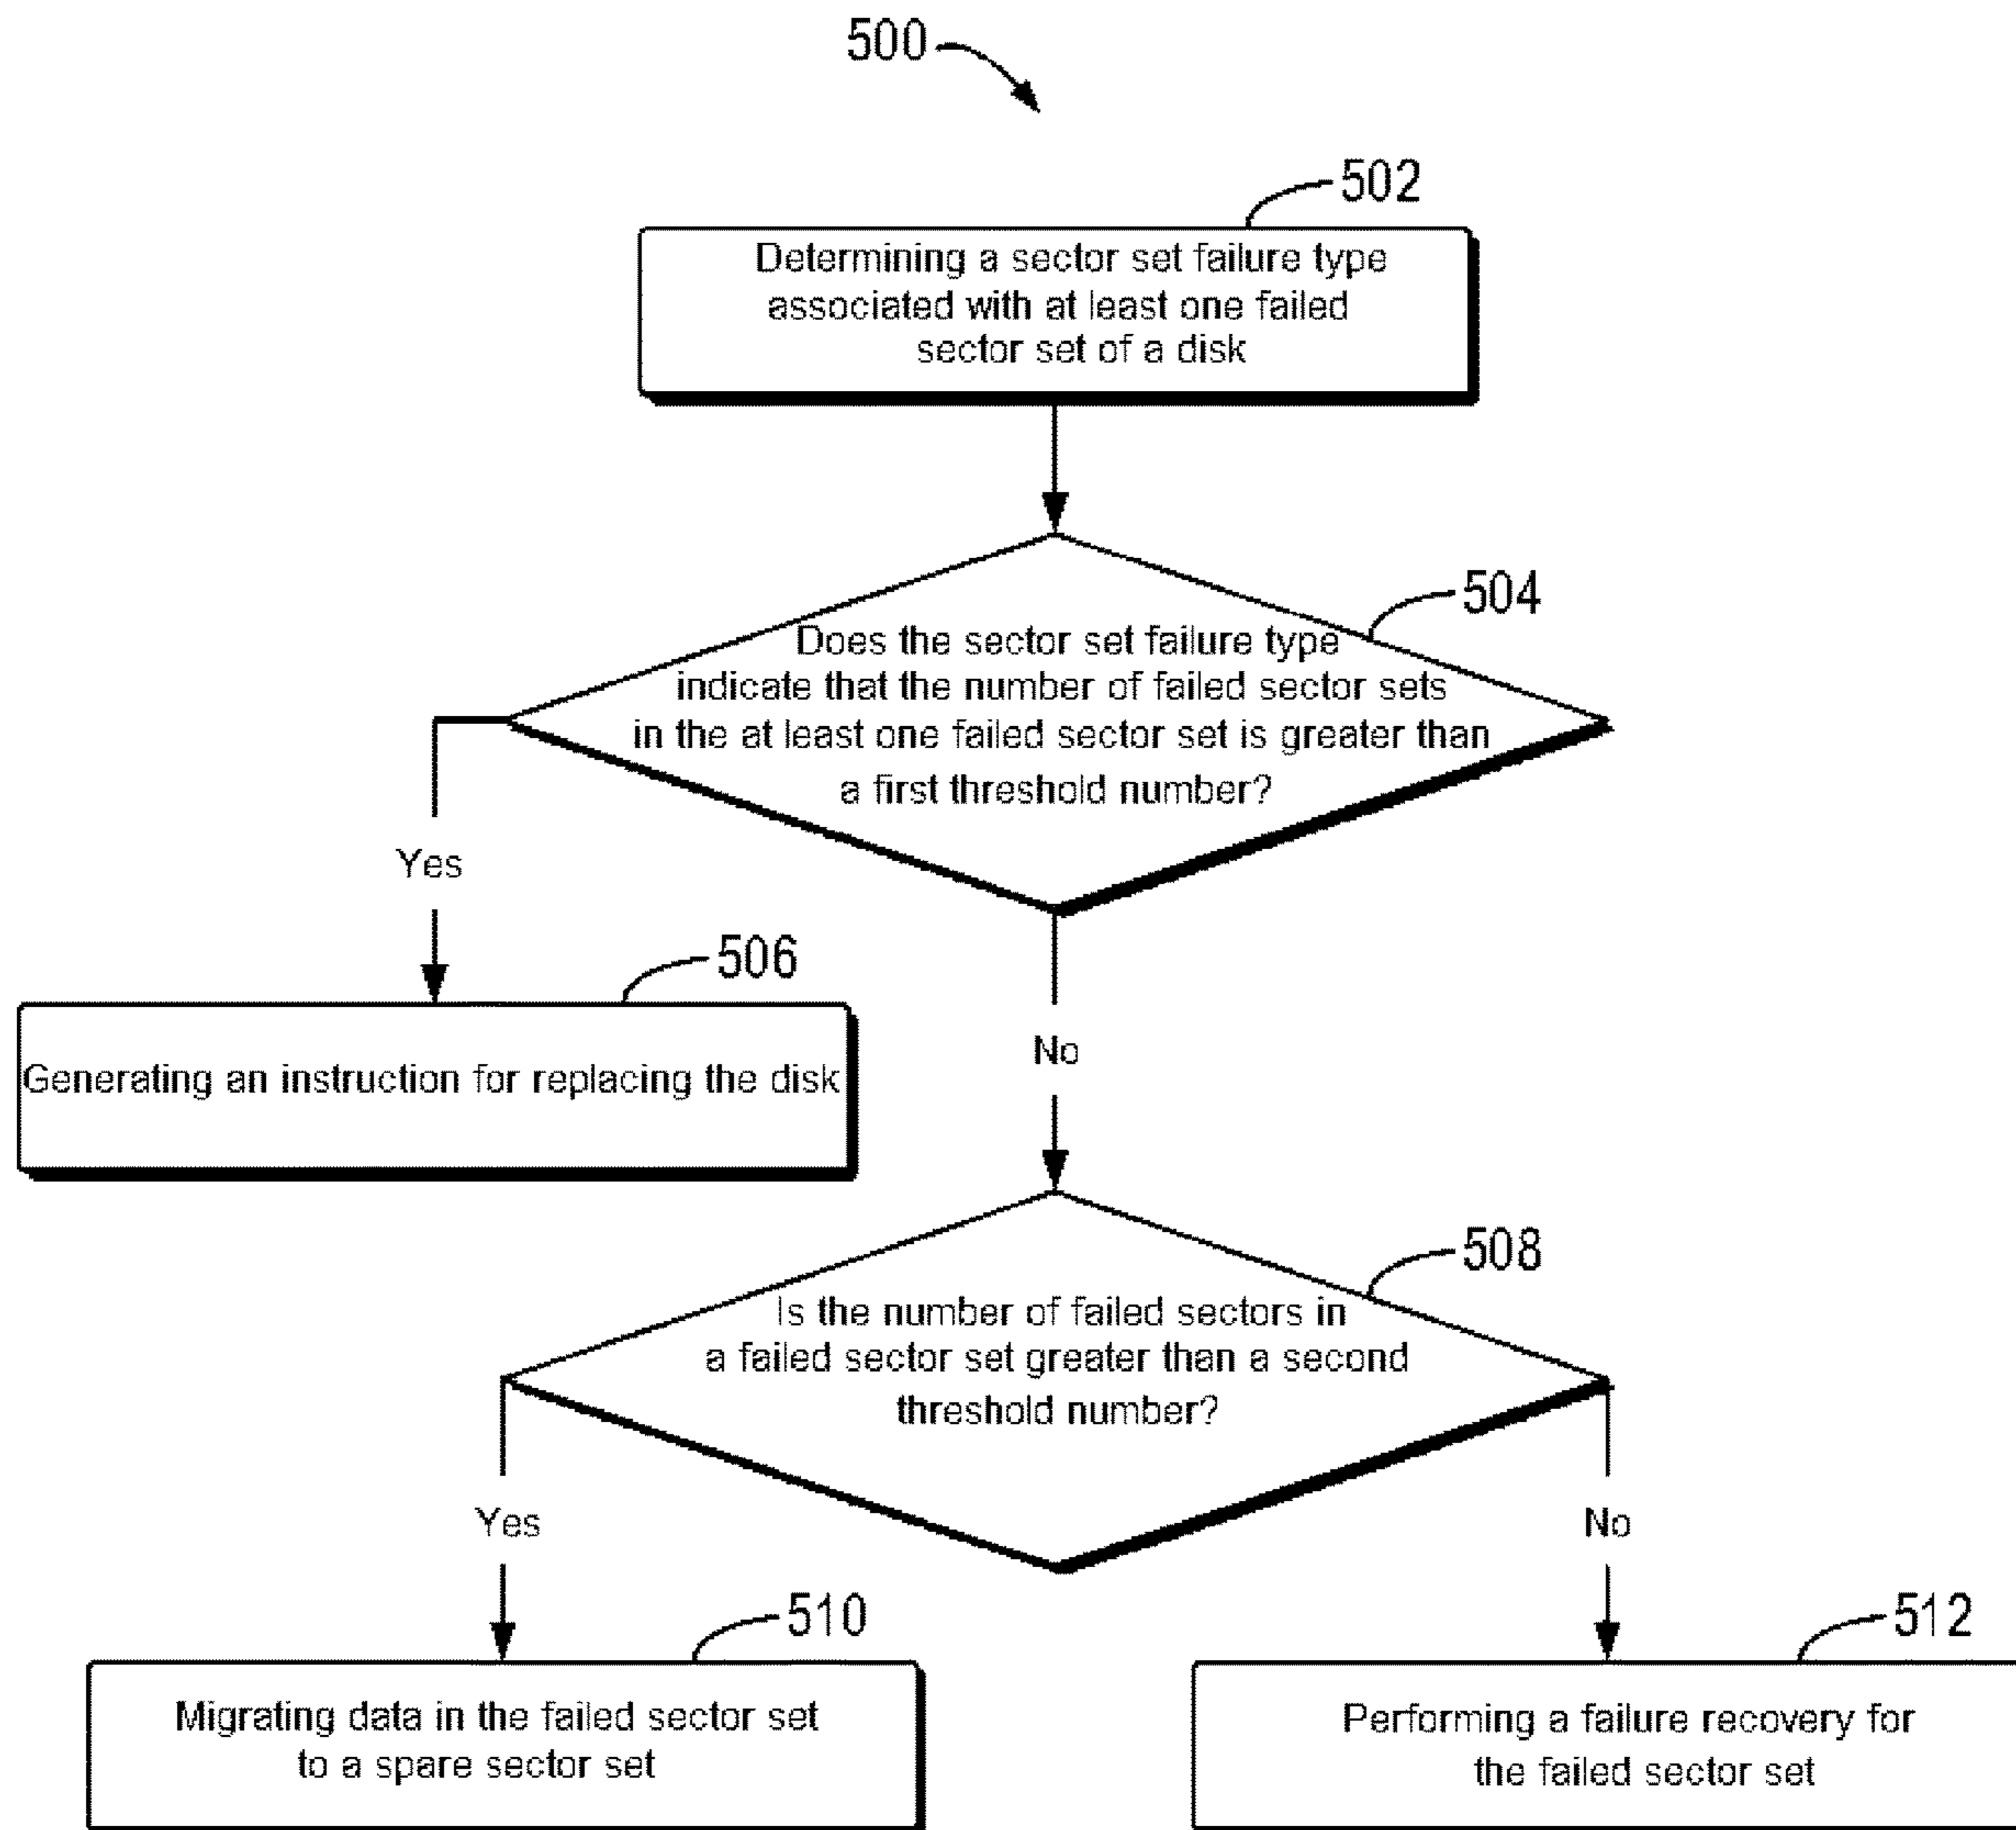 500
502
Determining a sector set failure type
associated with at least one failed
sector set of a disk
504
Does the sector set failure type
indicate that the number of failed sector sets
in the at least one failed sector set is greater than
a first threshold number?
Yes
506
Generating an instruction for replacing the disk
No
508
Is the number of failed sectors in
a failed sector set greater than a second
threshold number?
Yes
No
510
Migrating data in the failed sector set
to a spare sector set
512
Performing a failure recovery for
the failed sector set